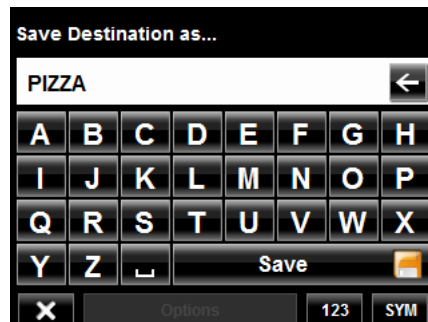 Save Destination as...
PIZZA
A B C D E F G H
I J K L M N O P
Q R S T U V W X
Y Z Save
Options 123 SYM